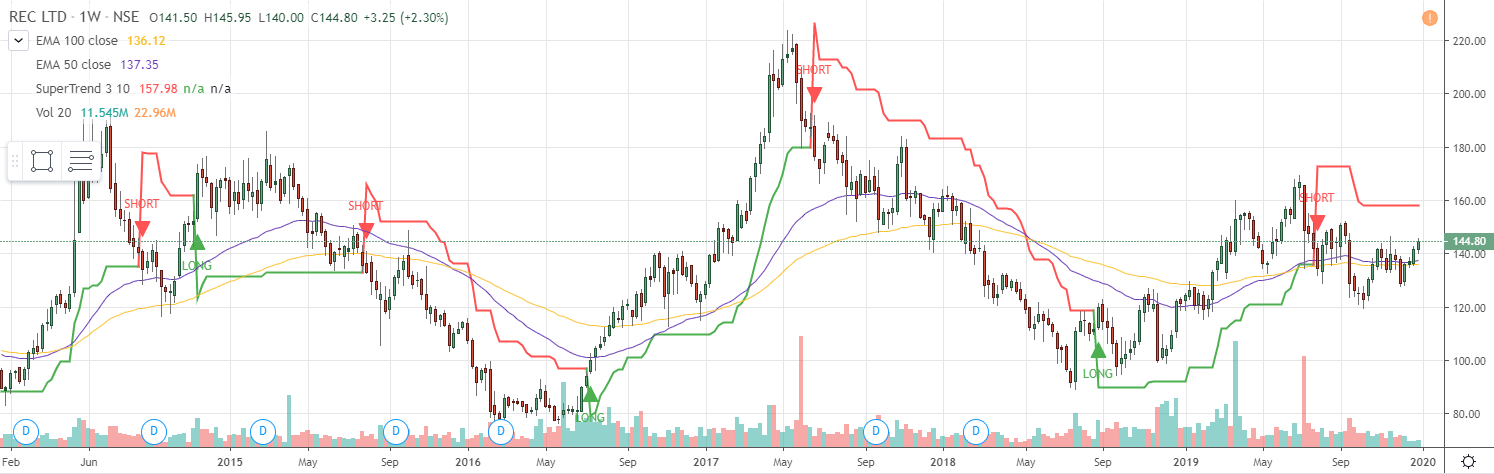 REC LTD · 1W · NSE O141.50 H145.95 L140.00 C144.80 +3.25 (+2.30%)
EMA 100 close 136.12
EMA 50 close 137.35
SuperTrend 3 10 157.98 n/a n/a
Vol 20 11.545M 22.96M
!
220.00
SHORT
200.00
180.00
SHORT
SHORT
SHORT
160.00
144.80
LONG
140.00
120.00
100.00
LONG
LONG
80.00
D D D D D D D
Feb Jun 2015 May Sep 2016 May Sep 2017 May Sep 2018 May Sep 2019 May Sep 2020